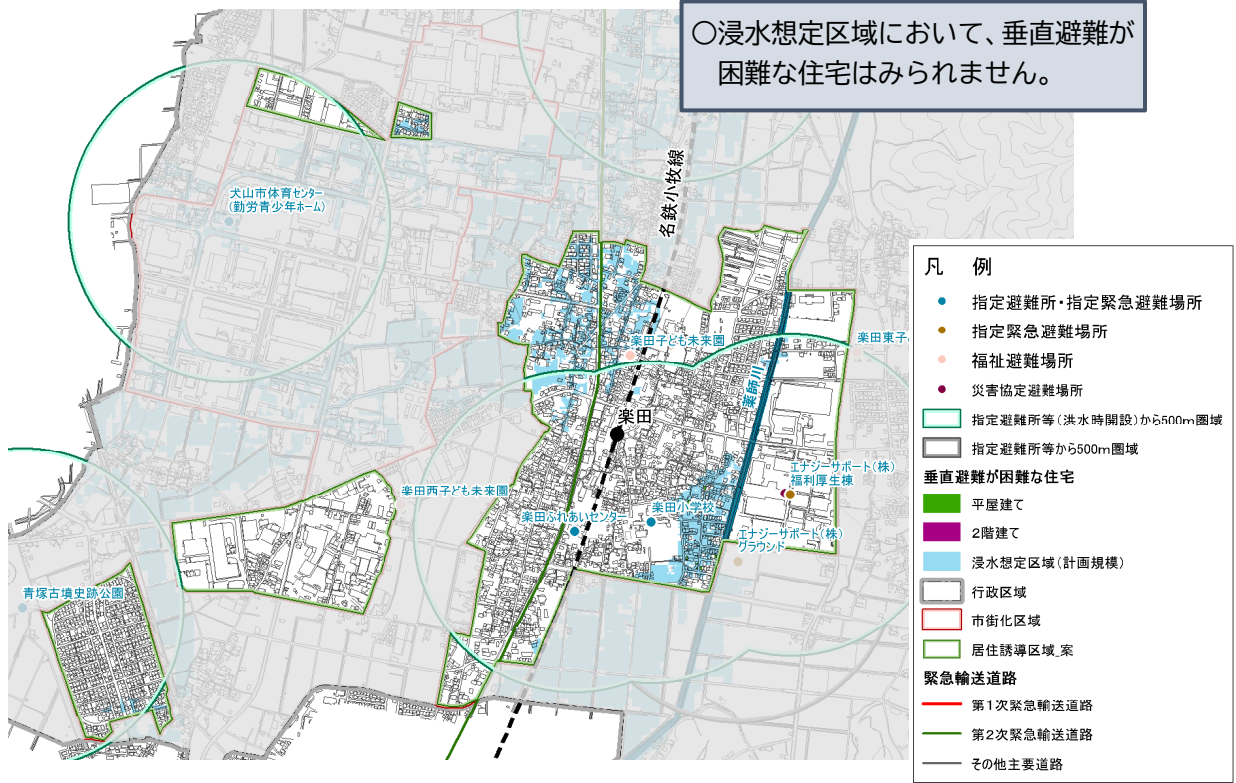 ○浸水想定区域において、垂直避難が
困難な住宅はみられません。
名鉄小牧線
犬山市体育センター
(勤労青少年ホーム)
楽田子ども未来園
楽田東子ど
薬師川
楽田
エナジーサポート(株)
福利厚生棟
楽田西子ども未来園
楽田小学校
楽田ふれあいセンター
エナジーサポート(株)
グラウンド
青塚古墳史跡公園
凡 例
指定避難所・指定緊急避難場所
指定緊急避難場所
福祉避難場所
災害協定避難場所
指定避難所等(洪水時開設)から500m圏域
指定避難所等から500m圏域
垂直避難が困難な住宅
平屋建て
2階建て
浸水想定区域(計画規模)
行政区域
市街化区域
居住誘導区域_案
緊急輸送道路
第1次緊急輸送道路
第2次緊急輸送道路
その他主要道路